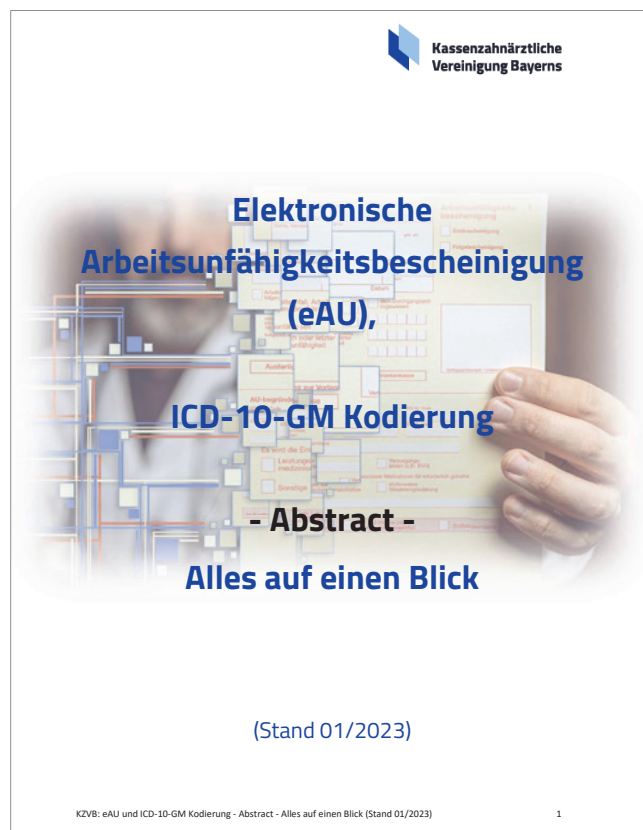 Kassenzahnärztliche
Vereinigung Bayerns
Elektronische
Arbeitsunfähigkeitsbescheinigung
(eAU),
ICD-10-GM Kodierung
- Abstract -
Alles auf einen Blick
(Stand 01/2023)
KZVB: eAU und ICD-10-GM Kodierung - Abstract - Alles auf einen Blick (Stand 01/2023) 1